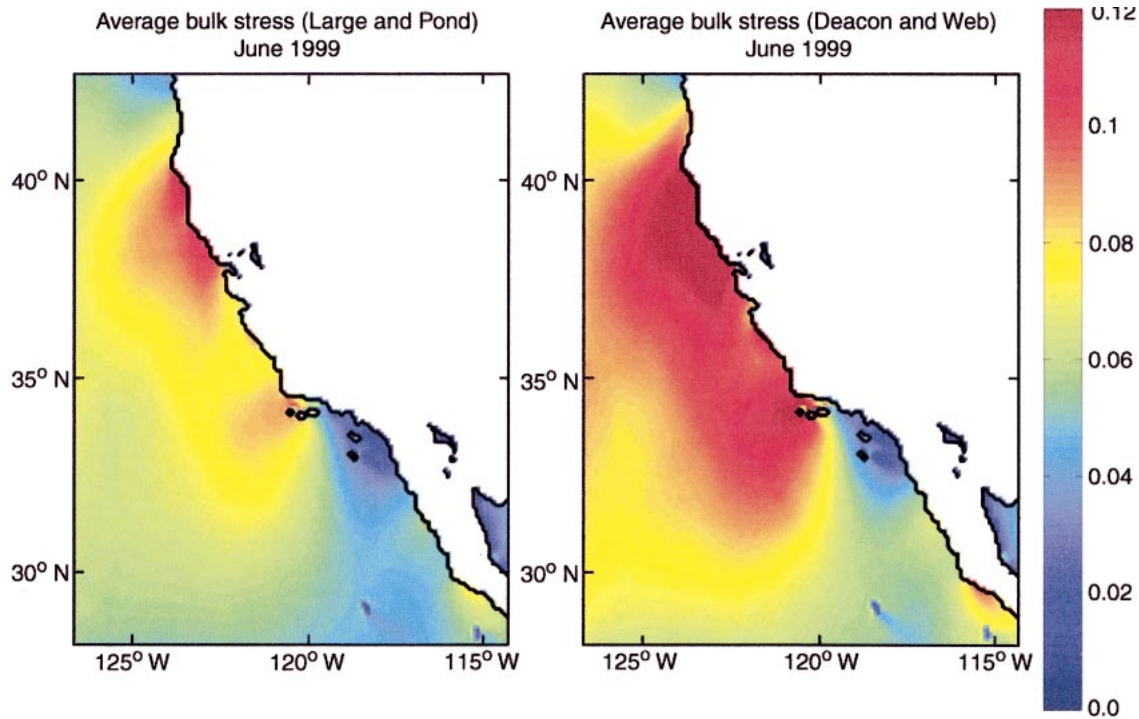 Average bulk stress (Large and Pond)
June 1999
Average bulk stress (Deacon and Web)
June 1999
40° N
35° N
30° N
125° W
120° W
115° W
40° N
35° N
30° N
125° W
120° W
115° W
0.12
0.1
0.08
0.06
0.04
0.02
0.0